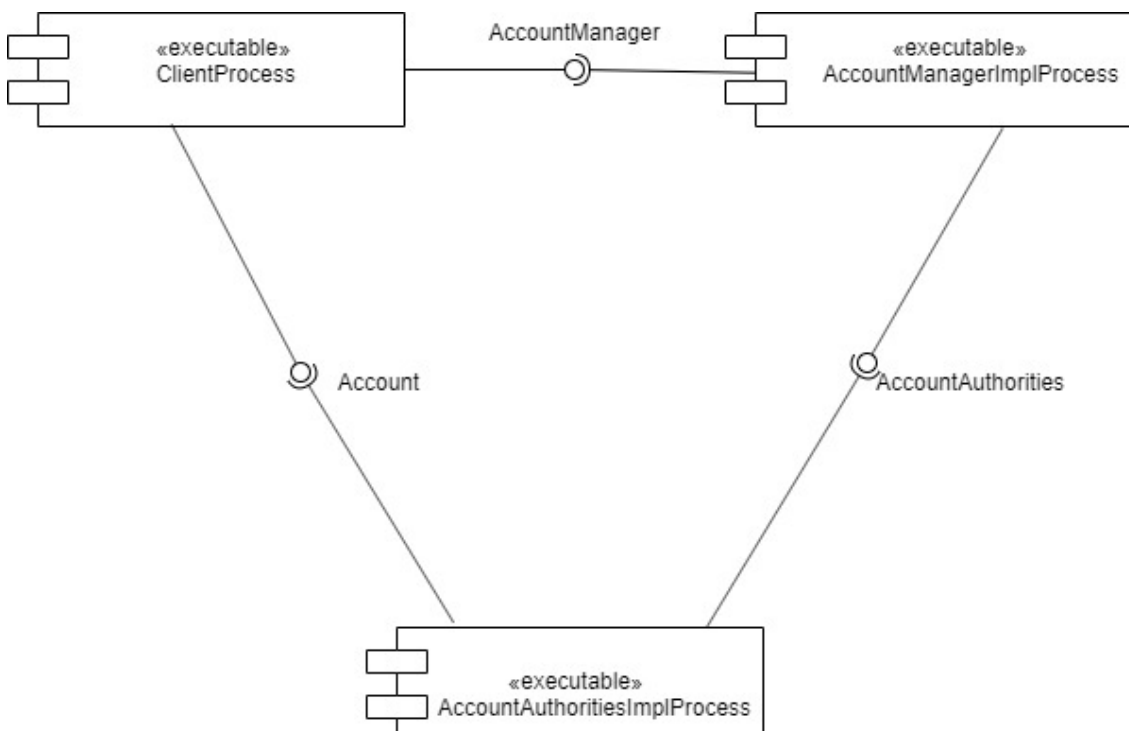 AccountManager
«executable»
ClientProcess
«executable»
AccountManagerImplProcess
Account
AccountAuthorities
«executable»
AccountAuthoritiesImplProcess